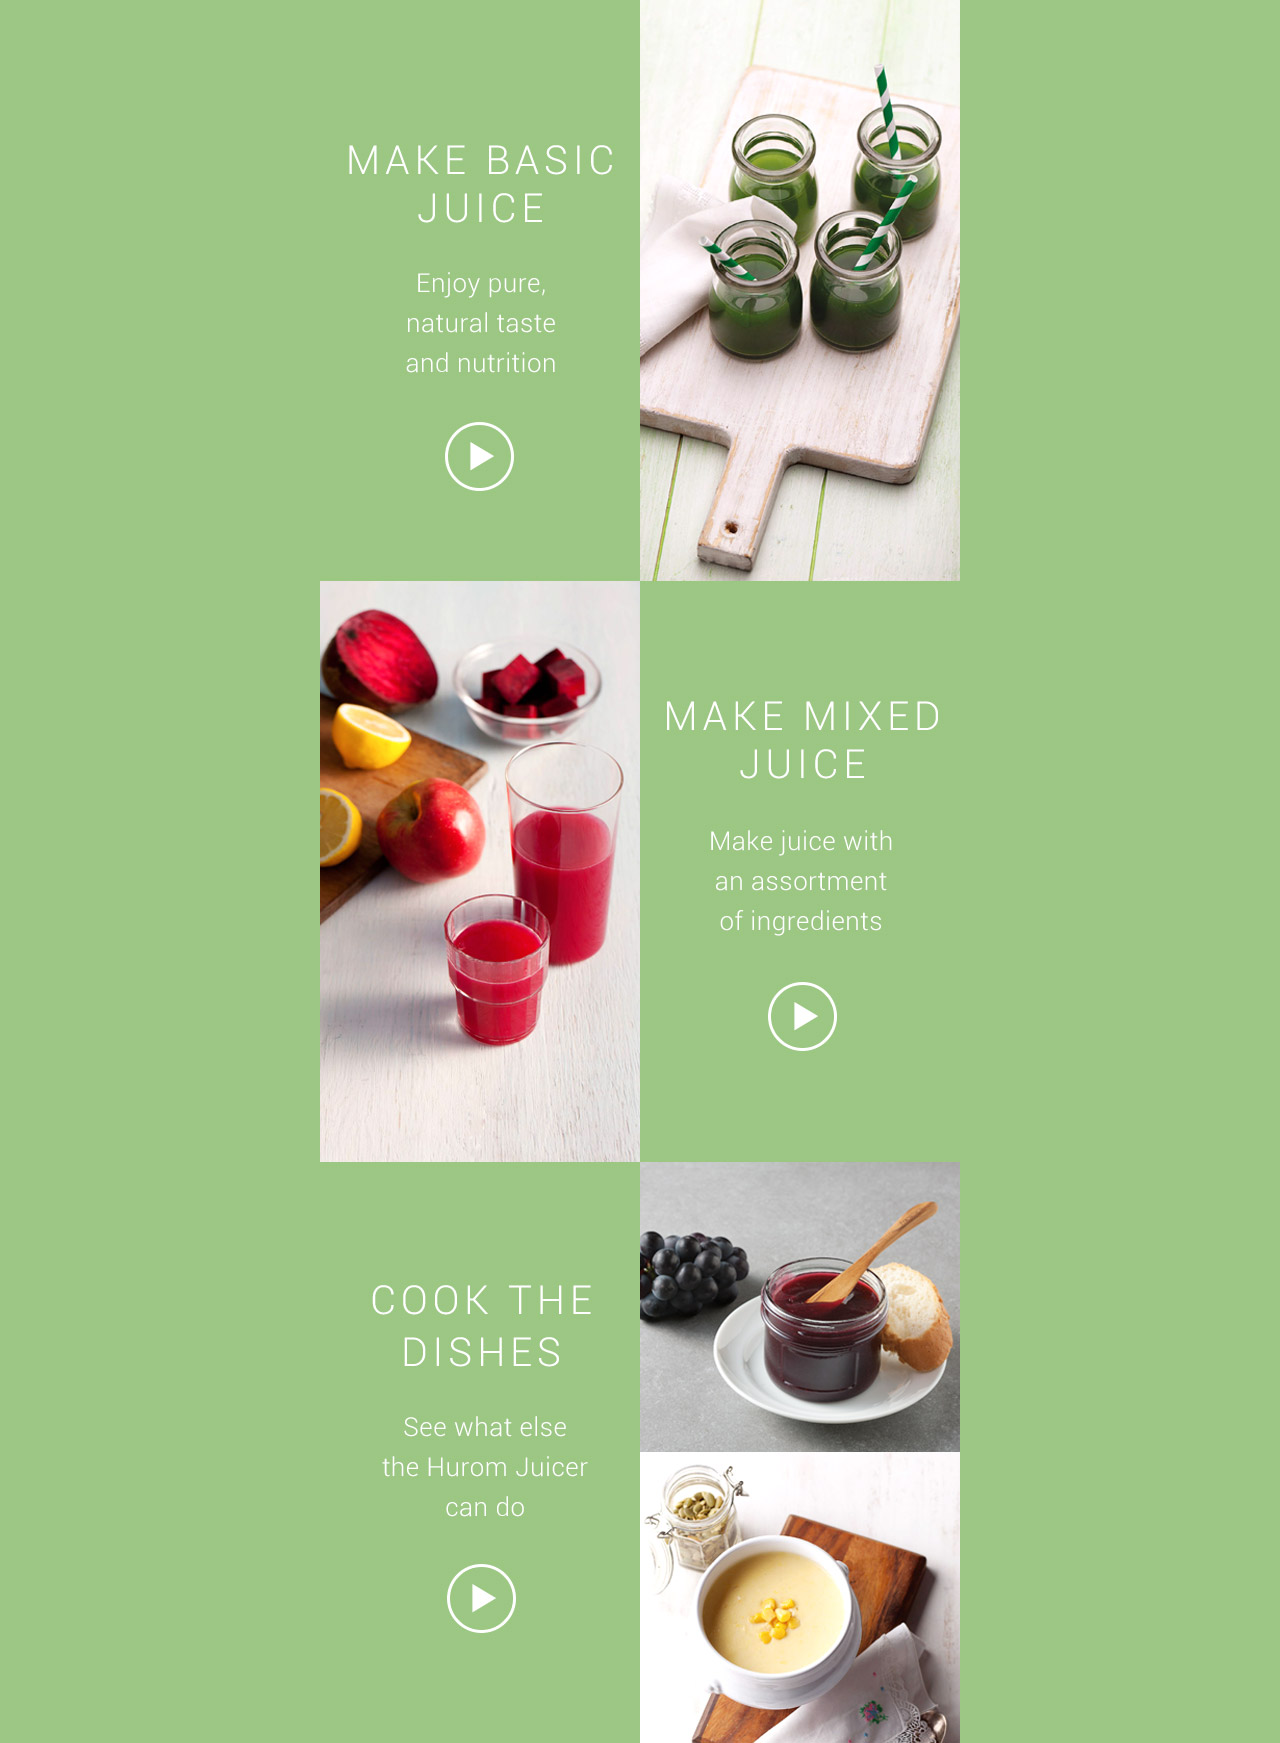 MAKE BASIC
JUICE
Enjoy pure,
natural taste
and nutrition
MAKE MIXED
JUICE
Make juice with
an assortment
of ingredients
COOK THE
DISHES
See what else
the Hurom Juicer
can do